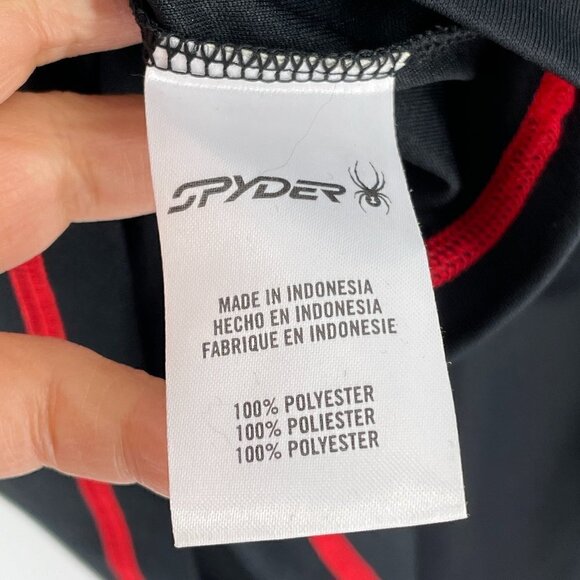 SPYDER
MADE IN INDONESIA
HECHO EN INDONESIA
FABRIQUE EN INDONESIE
100% POLYESTER
100% POLIESTER
100% POLYESTER